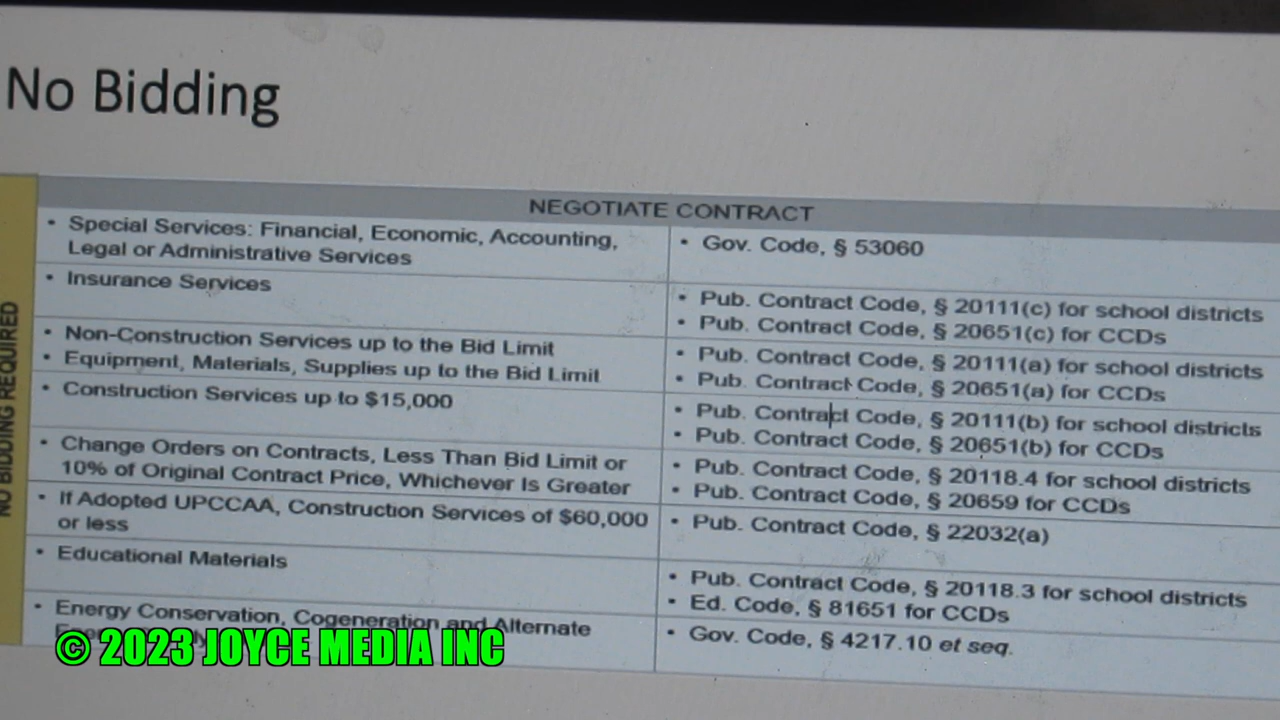 No Bidding
NO BIDDING REQUIRED
NEGOTIATE CONTRACT
• Special Services: Financial, Economic, Accounting,
Legal or Administrative Services
• Gov. Code, § 53060
• Insurance Services
• Pub. Contract Code, § 20111(c) for school districts
• Pub. Contract Code, § 20651(c) for CCDs
• Non-Construction Services up to the Bid Limit
• Equipment, Materials, Supplies up to the Bid Limit
• Pub. Contract Code, § 20111(a) for school districts
• Pub. Contract Code, § 20651(a) for CCDs
• Construction Services up to $15,000
• Pub. Contract Code, § 20111(b) for school districts
• Pub. Contract Code, § 20651(b) for CCDs
• Change Orders on Contracts, Less Than Bid Limit or
10% of Original Contract Price, Whichever Is Greater
• Pub. Contract Code, § 20118.4 for school districts
• Pub. Contract Code, § 20659 for CCDs
• If Adopted UPCCAA, Construction Services of $60,000
or less
• Pub. Contract Code, § 22032(a)
• Educational Materials
• Pub. Contract Code, § 20118.3 for school districts
• Ed. Code, § 81651 for CCDs
• Energy Conservation, Cogeneration and Alternate
• Gov. Code, § 4217.10 et seq.
© 2023 JOYCE MEDIA INC